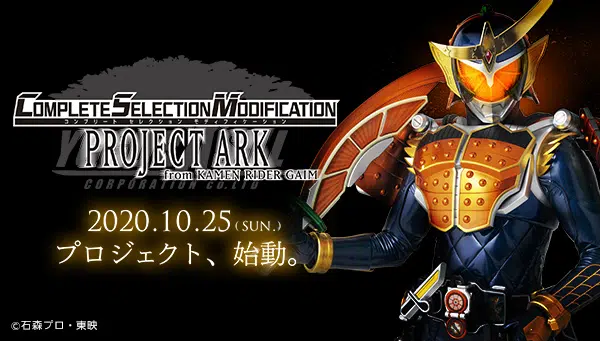 COMPLETE SELECTION MODIFICATION
コンプリート セレクション モディフィケーション
PROJECT ARK
from KAMEN RIDER GAIM
CORPORATION CO.LTD
2020.10.25(SUN.)
プロジェクト、始動。
©石森プロ・東映